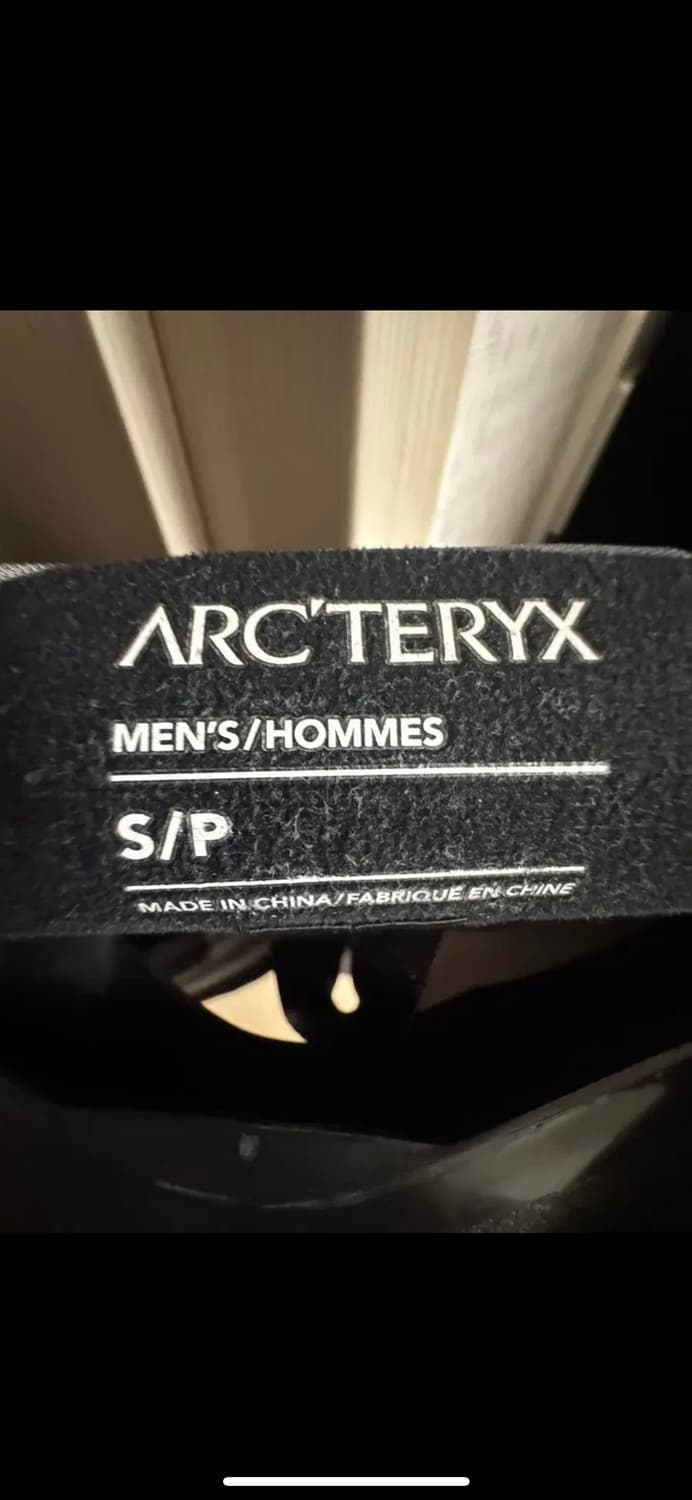 ARC'TERYX
MEN'S/HOMMES
S/P
MADE IN CHINA/FABRIQUÉ EN CHINE